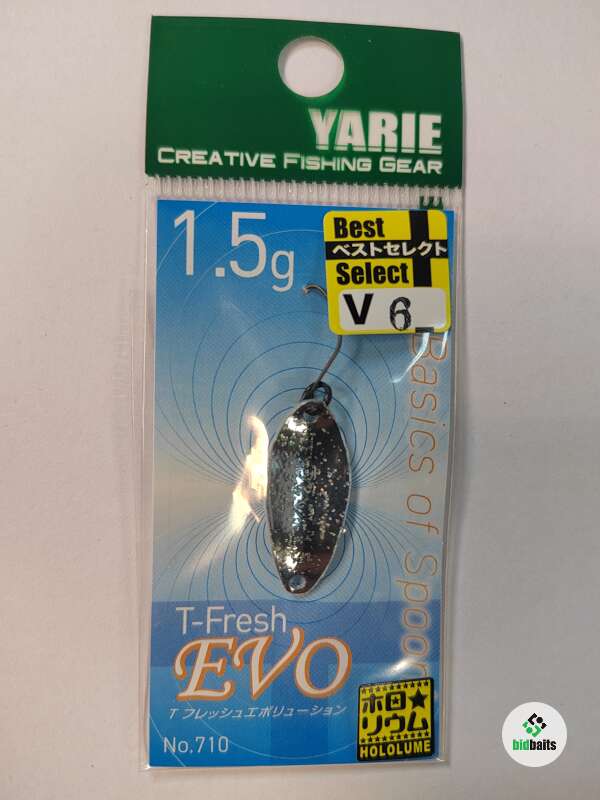 YARIE
CREATIVE FISHING GEAR
1.5g
Best
ベストセレクト
Select
V 6
Basics of Spoon
T-Fresh
EVO
T フレッシュエボリューション
No.710
ホロ★
リウム
HOLOLUME
bidbaits